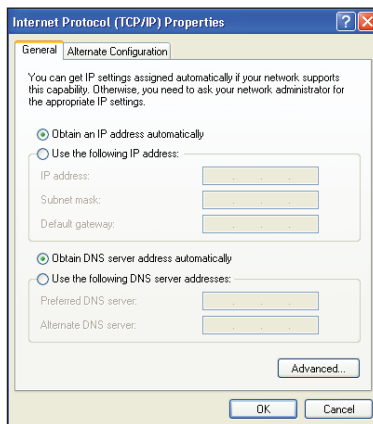 Internet Protocol (TCP/IP) Properties
General
Alternate Configuration
You can get IP settings assigned automatically if your network supports
this capability. Otherwise, you need to ask your network administrator for
the appropriate IP settings.
Obtain an IP address automatically
Use the following IP address:
IP address:
Subnet mask:
Default gateway:
Obtain DNS server address automatically
Use the following DNS server addresses:
Preferred DNS server:
Alternate DNS server:
Advanced...
OK
Cancel